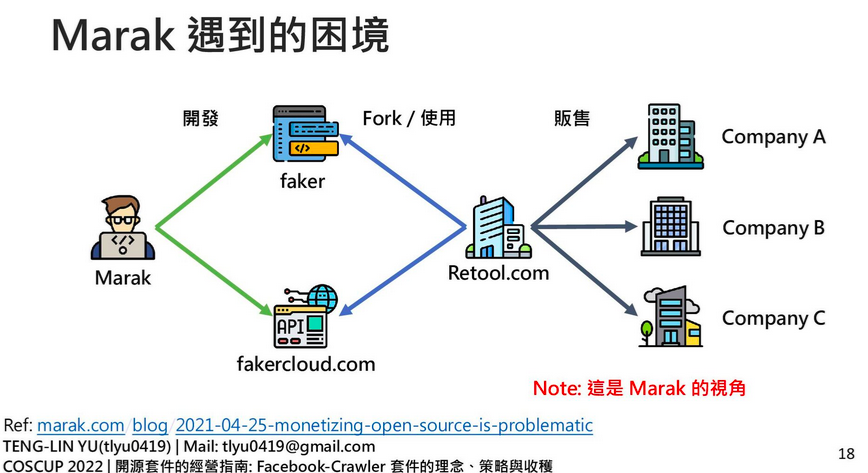 Marak 遇到的困境
開發
Fork / 使用
販售
faker
Company A
Marak
Retool.com
Company B
API
fakercloud.com
Company C
Note: 這是 Marak 的視角
Ref: marak.com/blog/2021-04-25-monetizing-open-source-is-problematic
TENG-LIN YU(tlyu0419) | Mail: tlyu0419@gmail.com
COSCUP 2022 | 開源套件的經營指南: Facebook-Crawler 套件的理念、策略與收穫
18